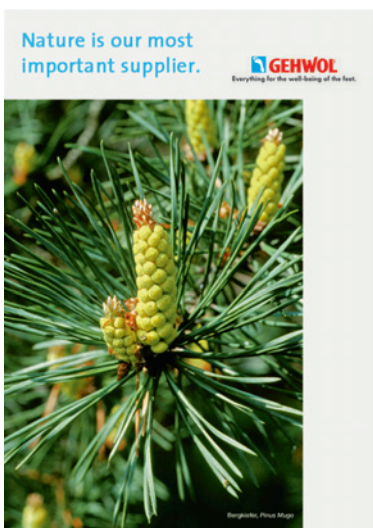 Nature is our most
important supplier.
GEHWOL
Everything for the well-being of the feet.
Bergkiefer, Pinus Mugo